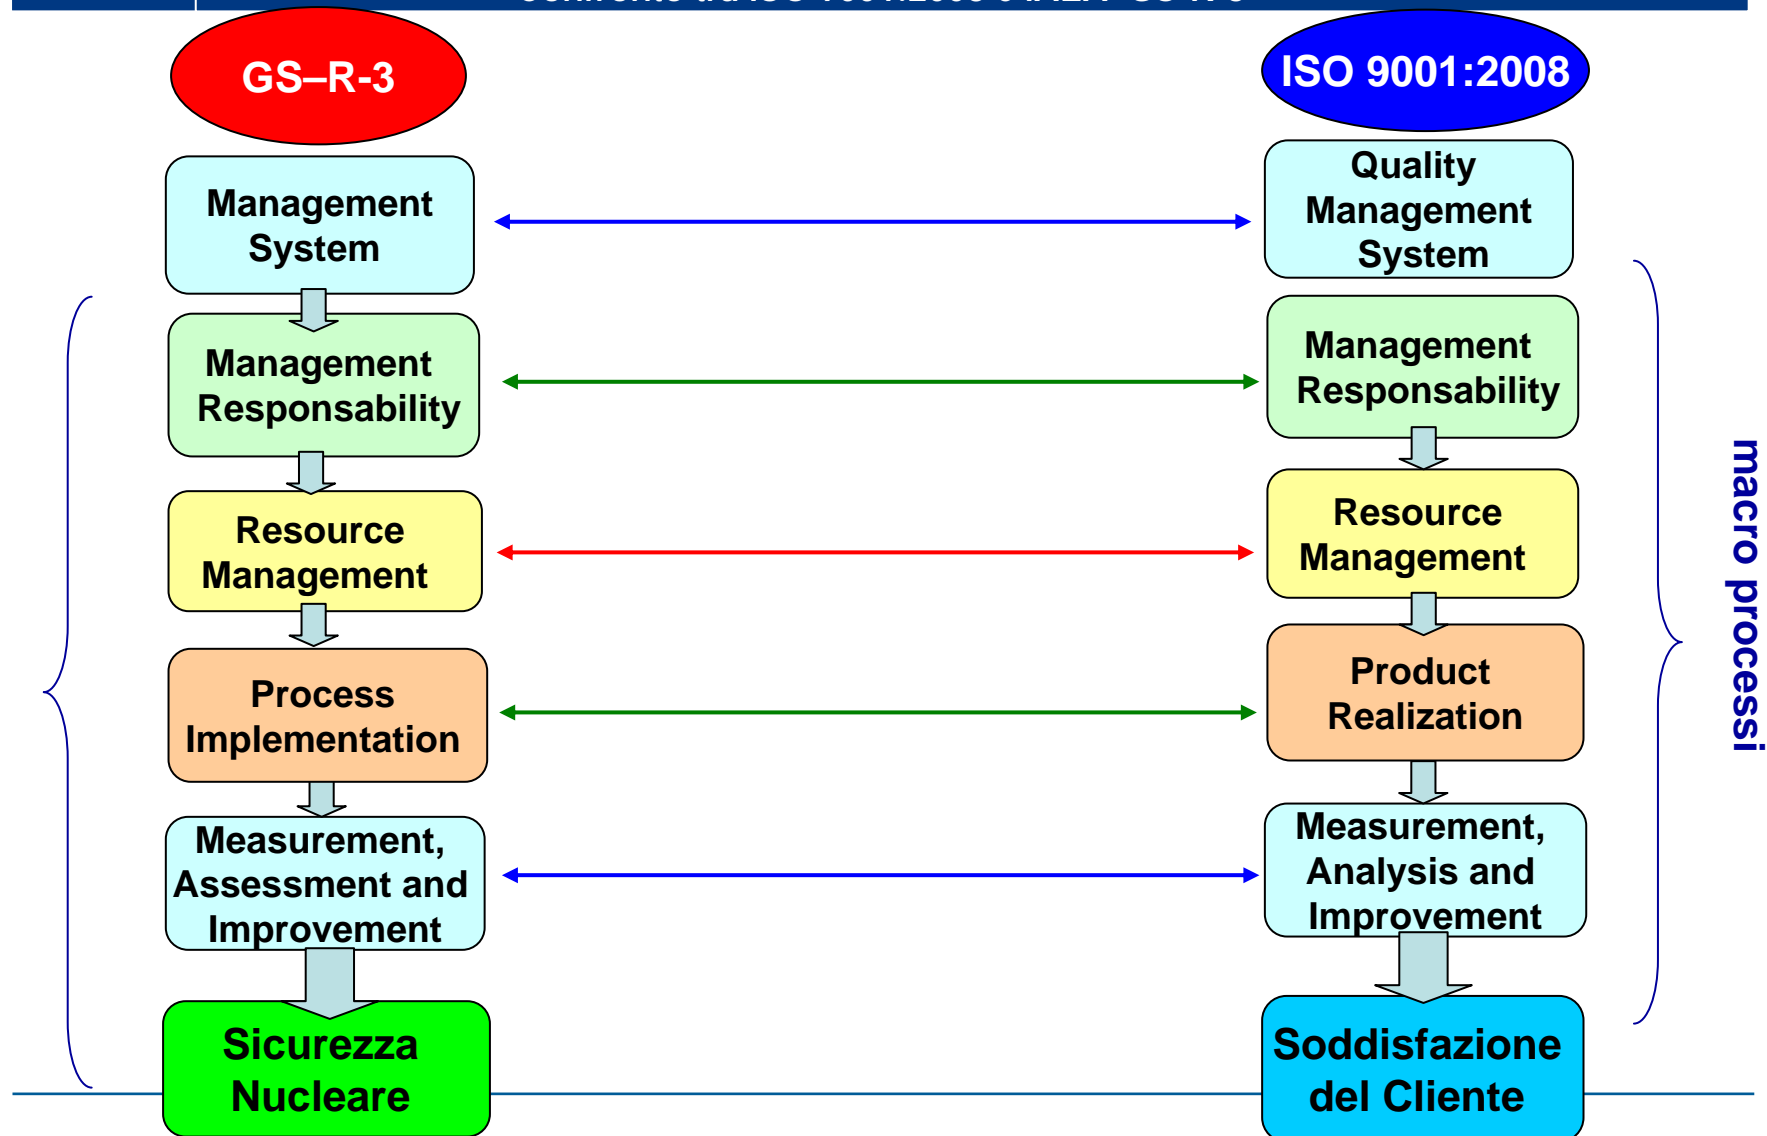 GS–R-3
Management
System
Management
Responsability
Resource
Management
Process
Implementation
Measurement,
Assessment and
Improvement
Sicurezza
Nucleare
ISO 9001:2008
Quality
Management
System
Management
Responsability
Resource
Management
Product
Realization
Measurement,
Analysis and
Improvement
Soddisfazione
del Cliente
macro processi